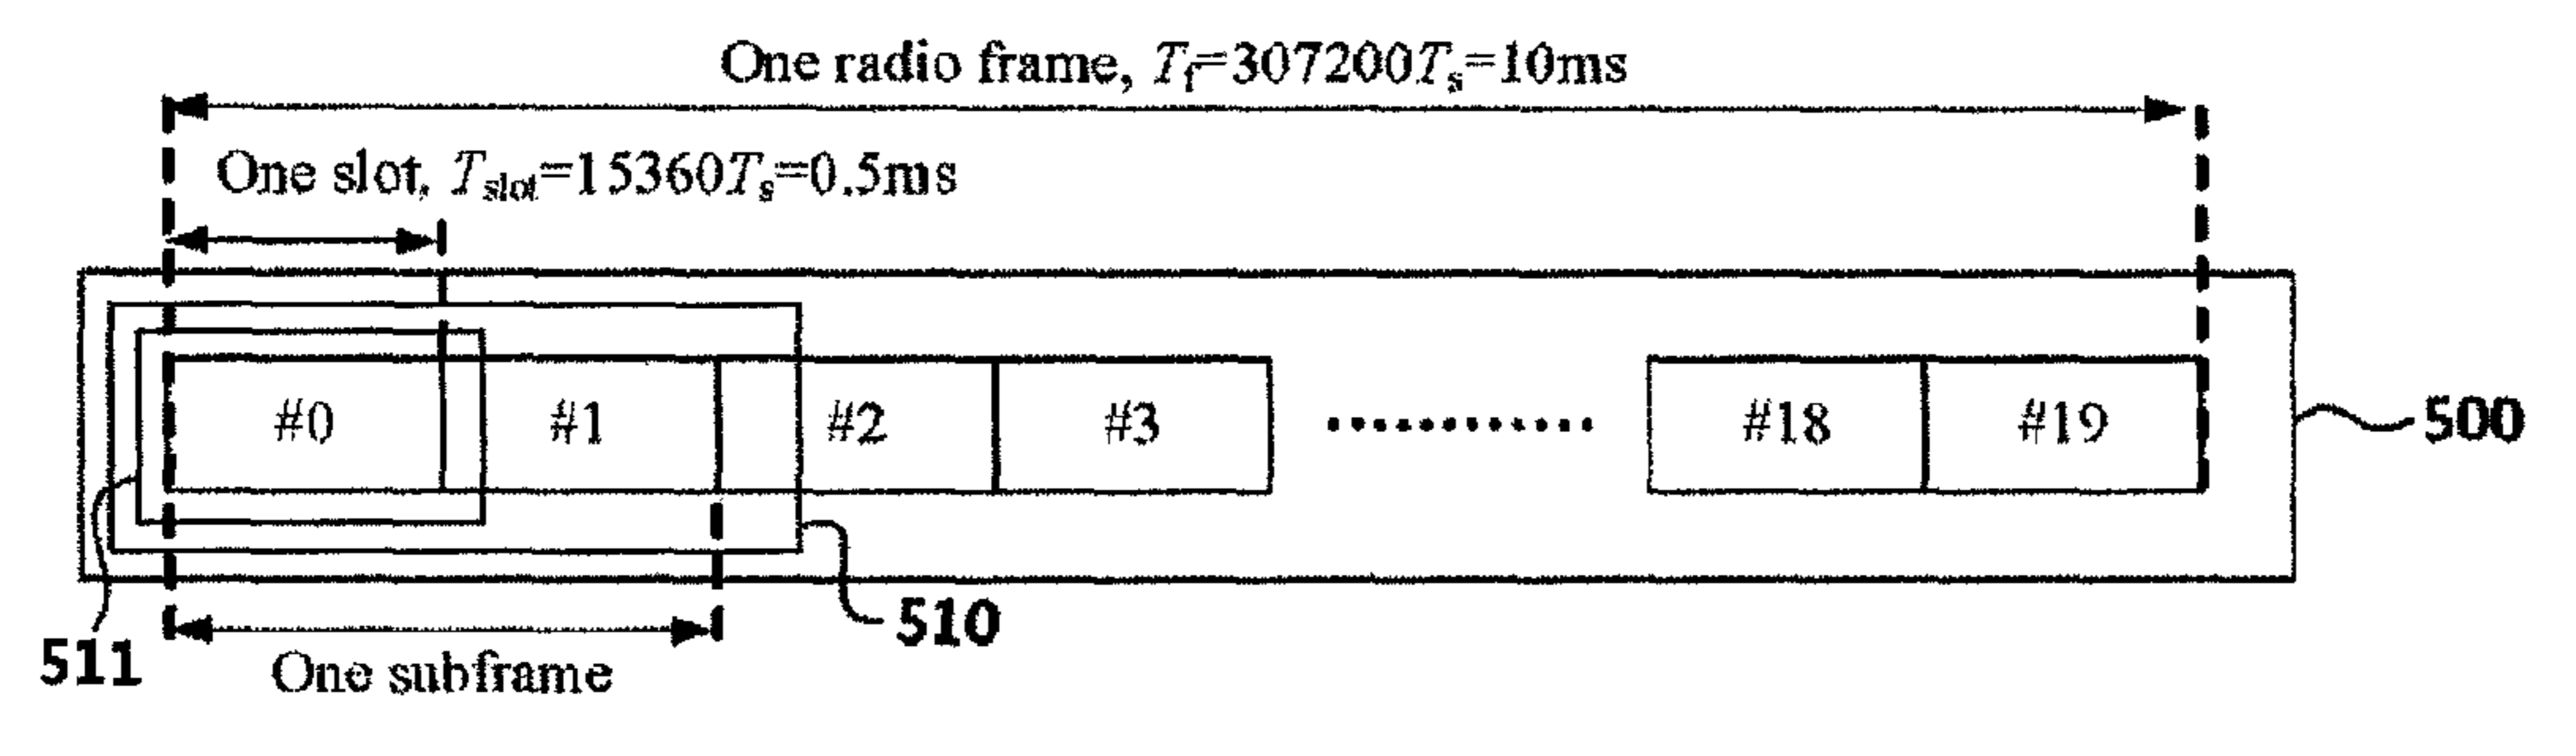 One radio frame, Tf=307200Ts=10ms
One slot, Tslot=15360Ts=0.5ms
#0 #1 #2 #3 ............ #18 #19
500
510
511
One subframe